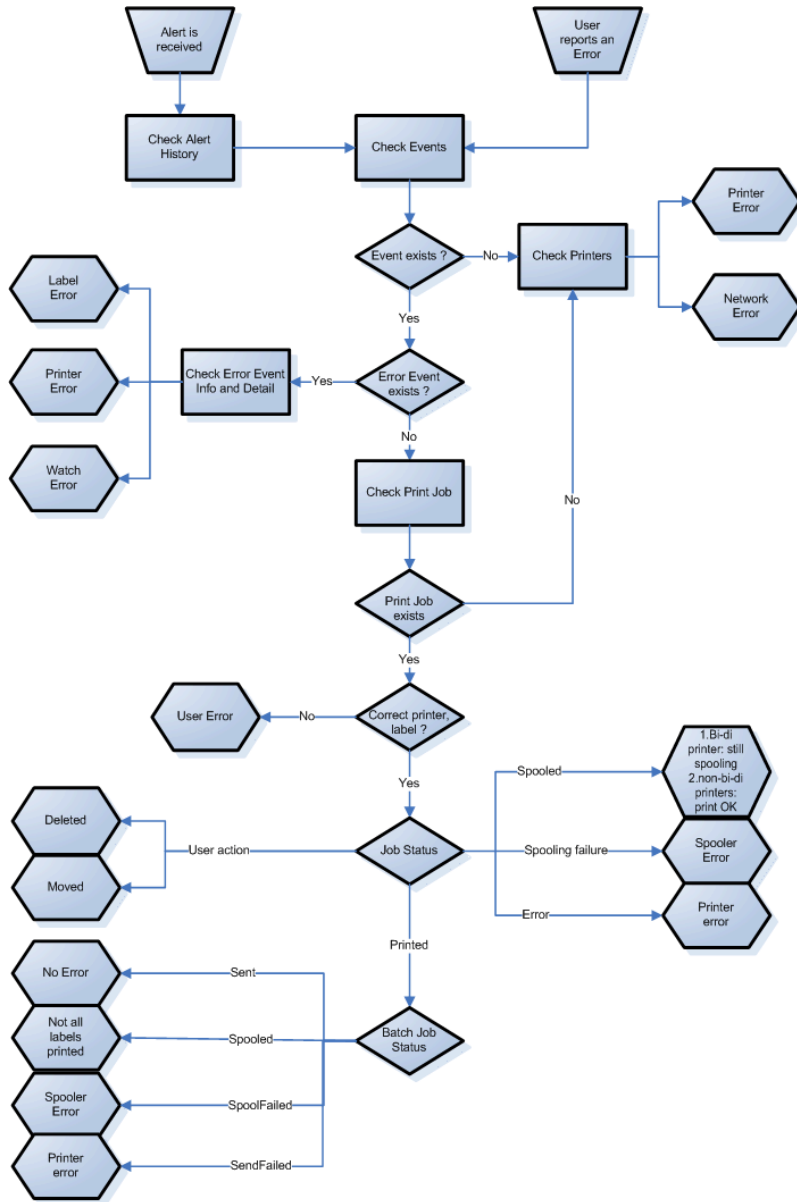 Alert is
received
User
reports an
Error
Check Alert
History
Check Events
Printer
Error
Event exists ?
No
Check Printers
Label
Error
Network
Error
Yes
Printer
Error
Check Error Event
Info and Detail
Yes
Error Event
exists ?
No
Watch
Error
Check Print Job
No
Print Job
exists
Yes
User Error
No
Correct printer,
label ?
1.Bi-di
printer: still
spooling
2.non-bi-di
printers:
print OK
Spooled
Yes
Deleted
User action
Job Status
Spooling failure
Spooler
Error
Moved
Error
Printer
error
Printed
No Error
Sent
Not all
labels
printed
Spooled
Batch Job
Status
Spooler
Error
SpoolFailed
Printer
error
SendFailed